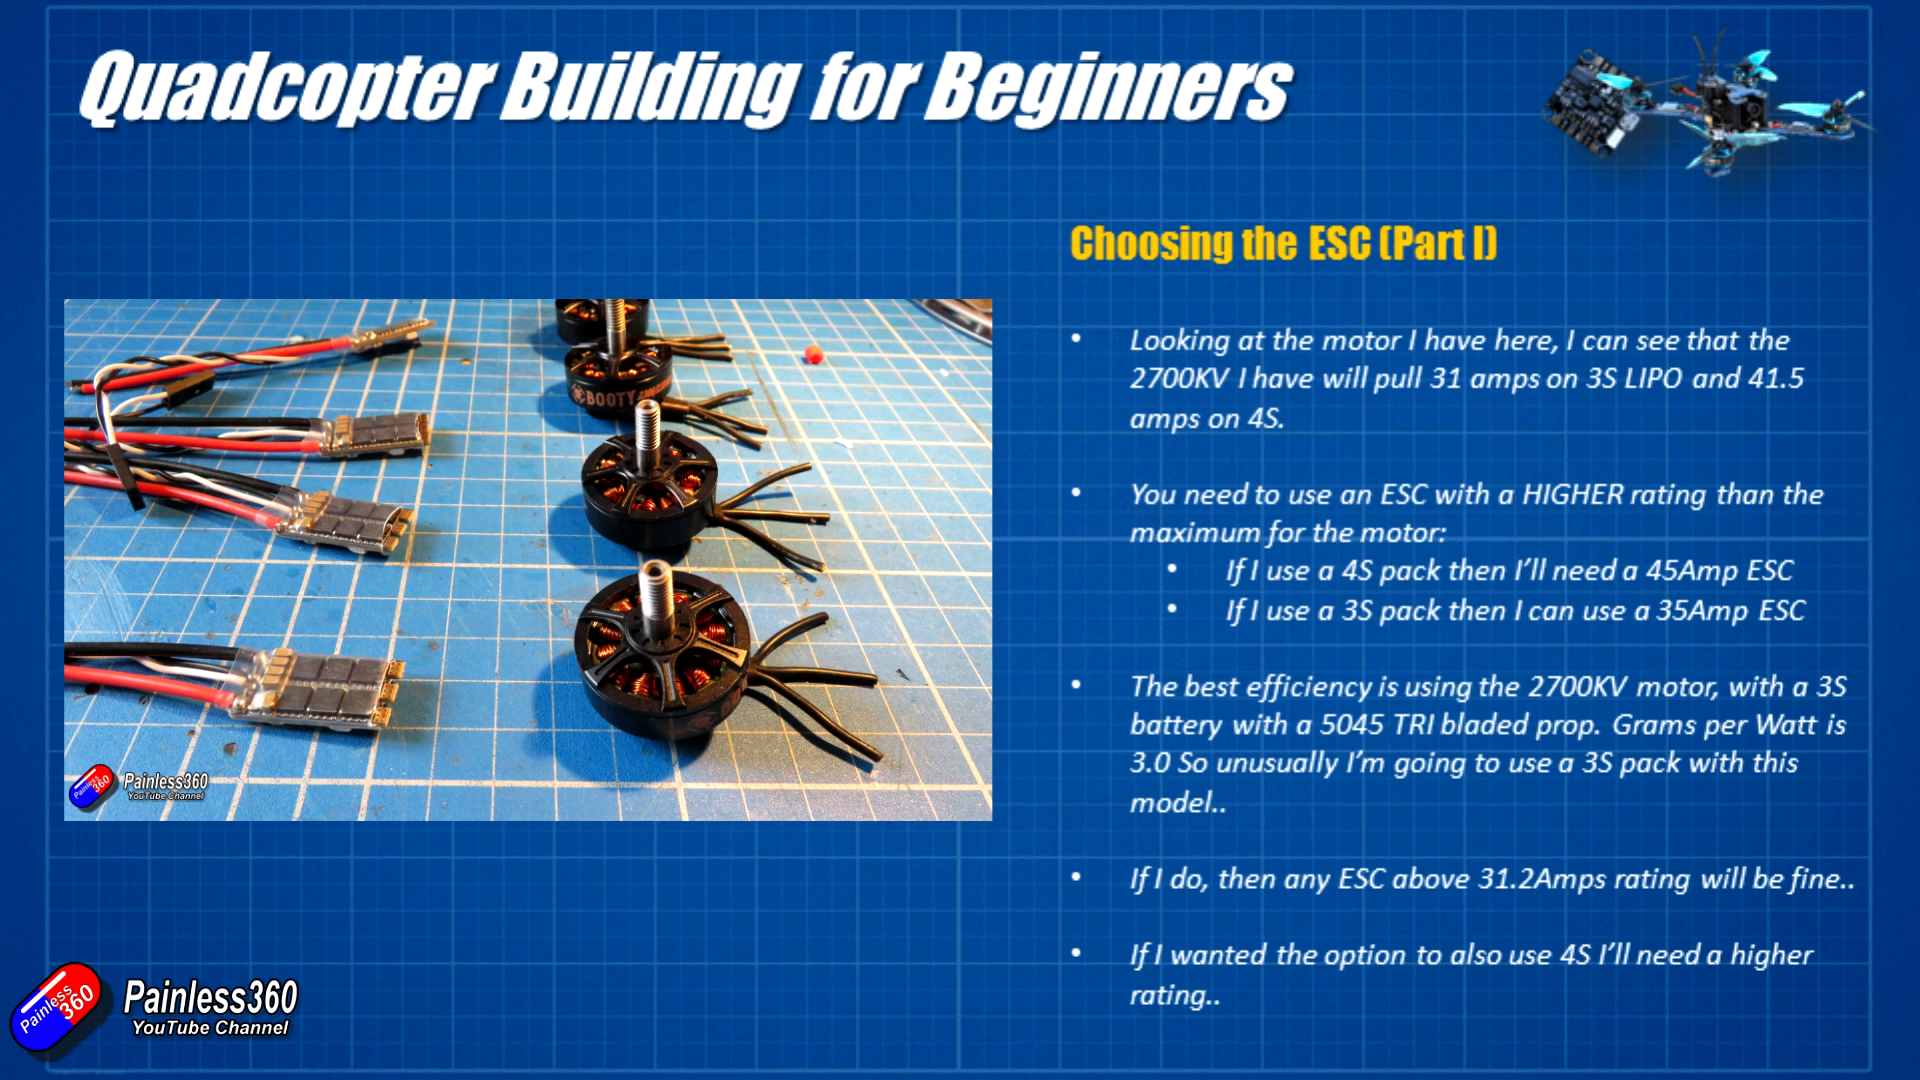 Quadcopter Building for Beginners
Choosing the ESC (Part I)
• Looking at the motor I have here, I can see that the
2700KV I have will pull 31 amps on 3S LIPO and 41.5
amps on 4S.
• You need to use an ESC with a HIGHER rating than the
maximum for the motor:
• If I use a 4S pack then I'll need a 45Amp ESC
• If I use a 3S pack then I can use a 35Amp ESC
• The best efficiency is using the 2700KV motor, with a 3S
battery with a 5045 TRI bladed prop. Grams per Watt is
3.0 So unusually I'm going to use a 3S pack with this
model..
• If I do, then any ESC above 31.2Amps rating will be fine..
• If I wanted the option to also use 4S I'll need a higher
rating..
BOOTY
Painless
360
Painless360
YouTube Channel
Painless
360
Painless360
YouTube Channel